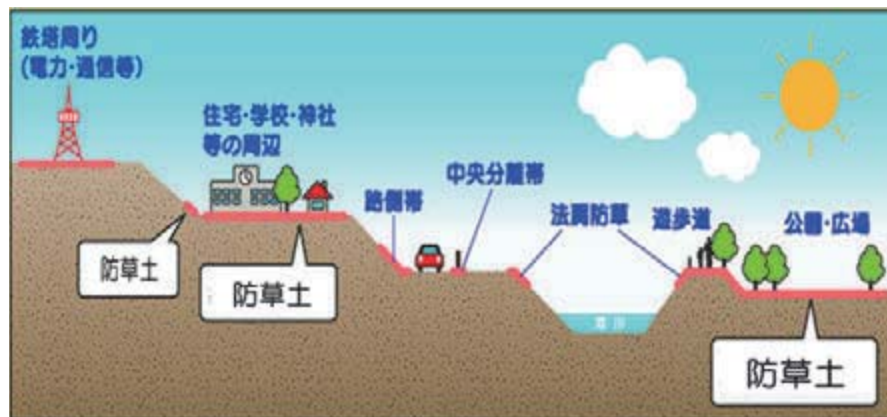 鉄塔周り
(電力・通信等)
住宅・学校・神社
等の周辺
路側帯
中央分離帯
法面防草
遊歩道
公園・広場
防草土
防草土
防草土